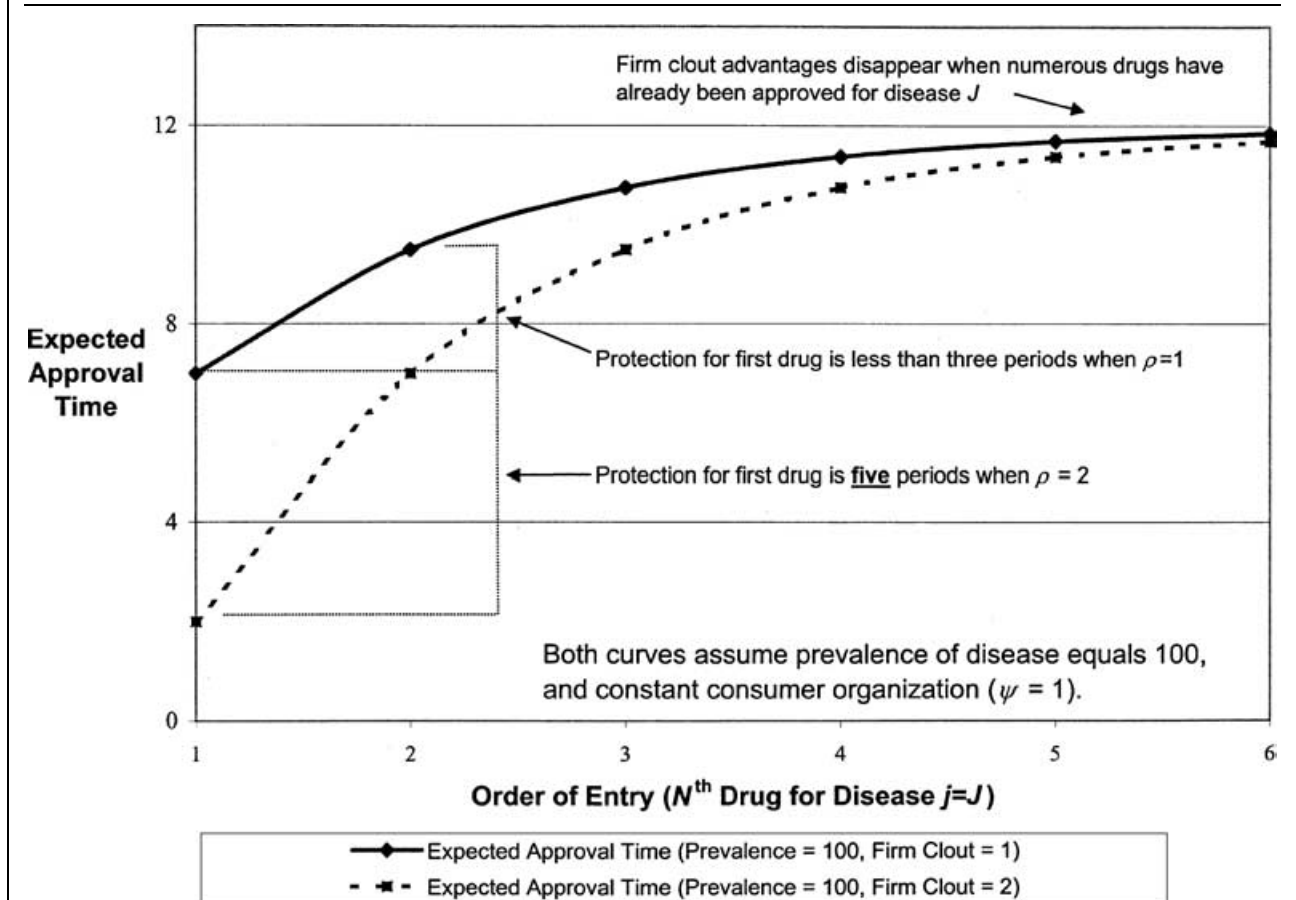 Firm clout advantages disappear when numerous drugs have
already been approved for disease J
12
8
4
0
Expected
Approval
Time
Protection for first drug is less than three periods when ρ=1
Protection for first drug is five periods when ρ = 2
Both curves assume prevalence of disease equals 100,
and constant consumer organization (ψ = 1).
1 2 3 4 5 6
Order of Entry (Nth Drug for Disease j=J)
Expected Approval Time (Prevalence = 100, Firm Clout = 1)
Expected Approval Time (Prevalence = 100, Firm Clout = 2)